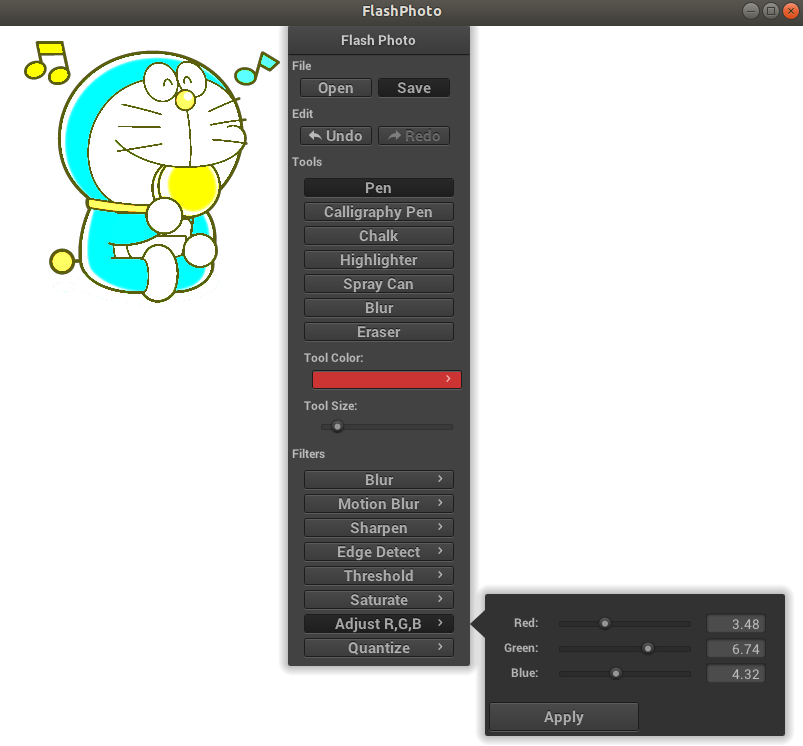 FlashPhoto
Flash Photo
File
Open Save
Edit
Undo Redo
Tools
Pen
Calligraphy Pen
Chalk
Highlighter
Spray Can
Blur
Eraser
Tool Color:
Tool Size:
Filters
Blur
Motion Blur
Sharpen
Edge Detect
Threshold
Saturate
Adjust R,G,B
Quantize
Red: 3.48
Green: 6.74
Blue: 4.32
Apply